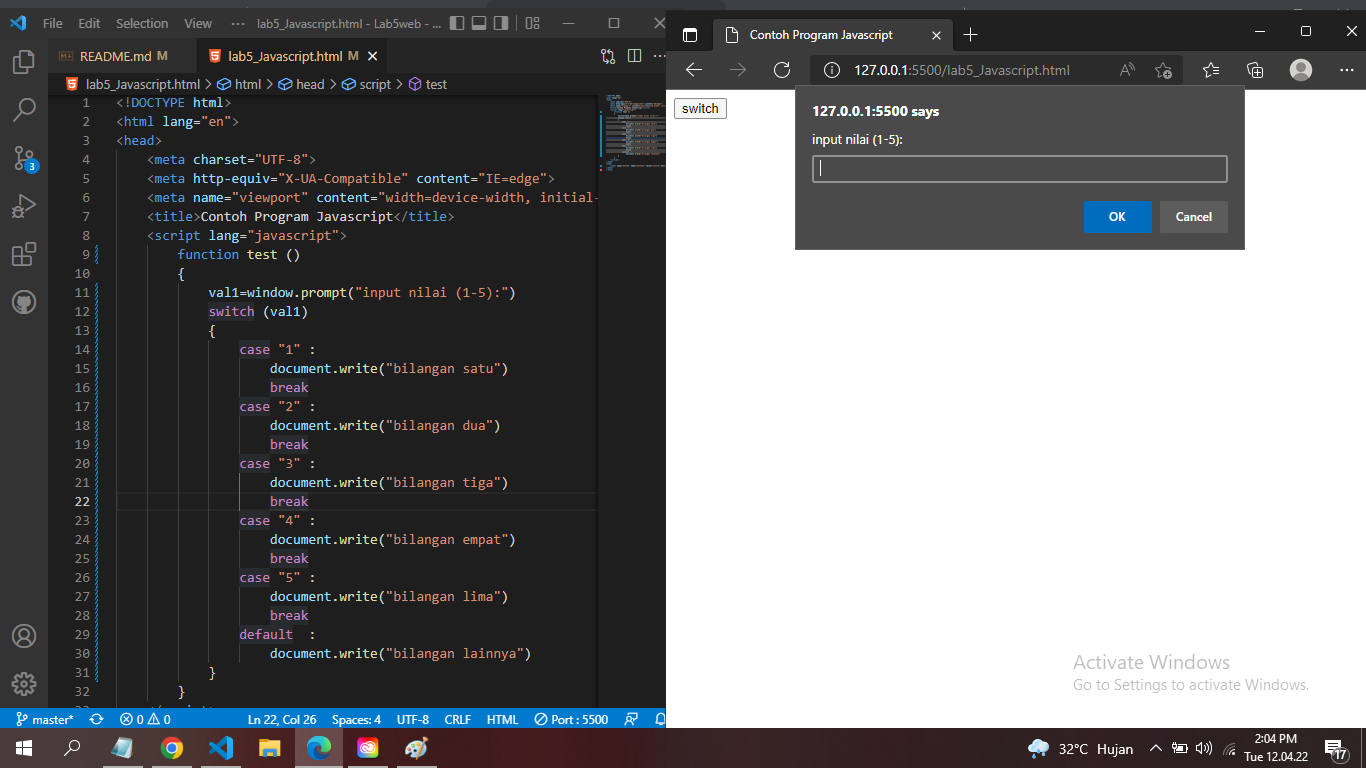 File Edit Selection View ··· lab5_Javascript.html - Lab5web - ...
README.md M lab5_Javascript.html M
lab5_Javascript.html > html > head > script > test
1 <!DOCTYPE html>
2 <html lang="en">
3 <head>
4 <meta charset="UTF-8">
5 <meta http-equiv="X-UA-Compatible" content="IE=edge">
6 <meta name="viewport" content="width=device-width, initial-
7 <title>Contoh Program Javascript</title>
8 <script lang="javascript">
9 function test ()
10 {
11 val1=window.prompt("input nilai (1-5):")
12 switch (val1)
13 {
14 case "1" :
15 document.write("bilangan satu")
16 break
17 case "2" :
18 document.write("bilangan dua")
19 break
20 case "3" :
21 document.write("bilangan tiga")
22 break
23 case "4" :
24 document.write("bilangan empat")
25 break
26 case "5" :
27 document.write("bilangan lima")
28 break
29 default  :
30 document.write("bilangan lainnya")
31 }
32 }
3
master* 0 0 Ln 22, Col 26 Spaces: 4 UTF-8 CRLF HTML Port : 5500
Contoh Program Javascript
127.0.0.1:5500/lab5_Javascript.html
switch
127.0.0.1:5500 says
input nilai (1-5):
OK Cancel
Activate Windows
Go to Settings to activate Windows.
32°C Hujan
2:04 PM
Tue 12.04.22
17